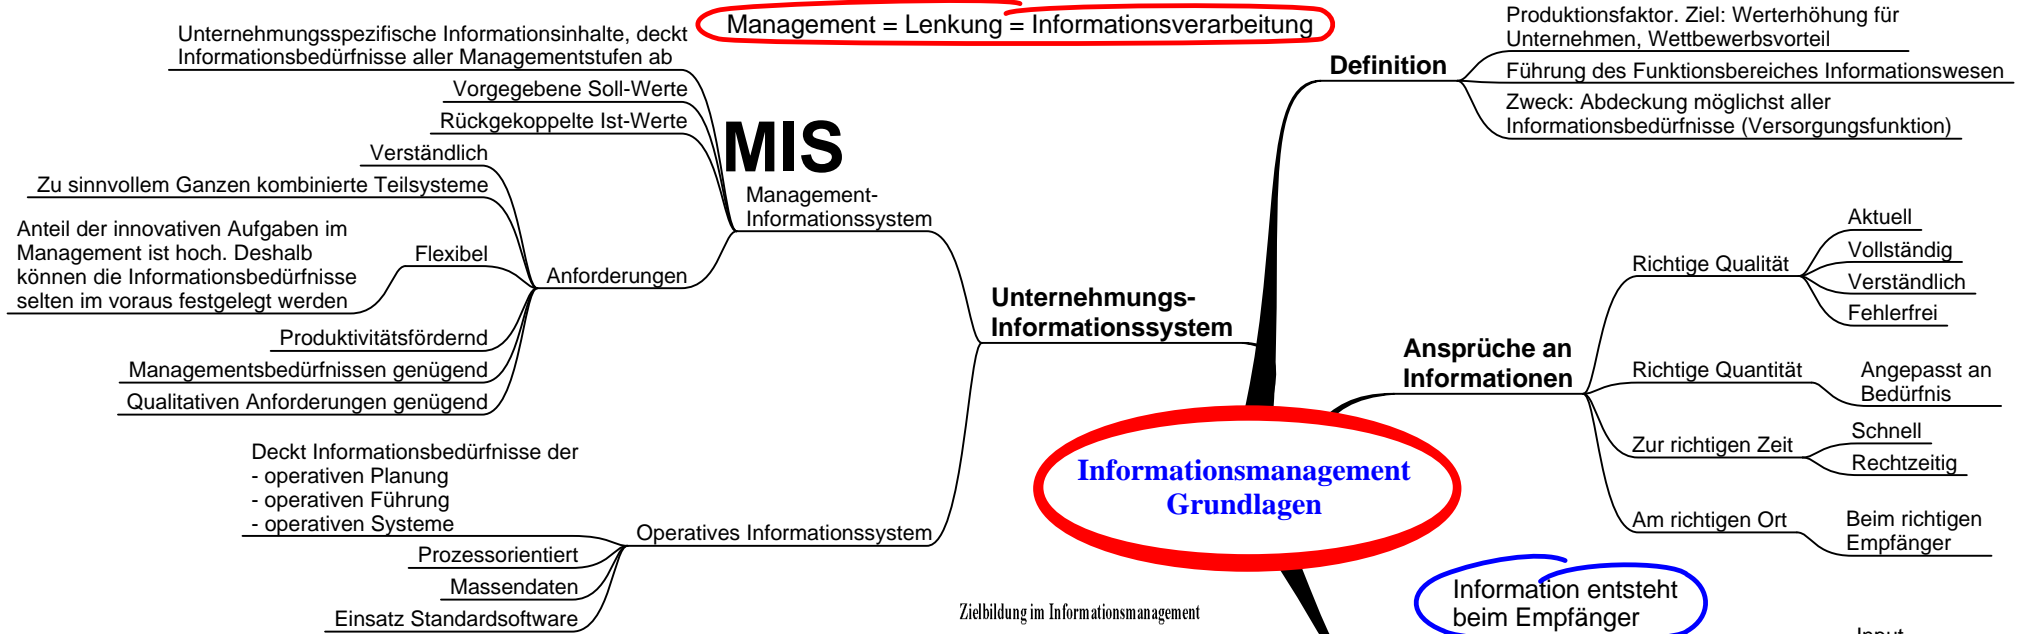 Management = Lenkung = Informationsverarbeitung
Unternehmensspezifische Informationsinhalte, deckt
Informationsbedürfnisse aller Managementstufen ab
Vorgegebene Soll-Werte
Rückgekoppelte Ist-Werte
MIS
Management-
Informationssystem
Verständlich
Zu sinnvollem Ganzen kombinierte Teilsysteme
Anteil der innovativen Aufgaben im
Management ist hoch. Deshalb
können die Informationsbedürfnisse
selten im voraus festgelegt werden
Flexibel
Anforderungen
Produktivitätsfördernd
Managementsbedürfnissen genügend
Qualitativen Anforderungen genügend
Unternehmungs-
Informationssystem
Deckt Informationsbedürfnisse der
- operativen Planung
- operativen Führung
- operativen Systeme
Operatives Informationssystem
Prozessorientiert
Massendaten
Einsatz Standardsoftware
Definition
Produktionsfaktor. Ziel: Werterhöhung für
Unternehmen, Wettbewerbsvorteil
Führung des Funktionsbereiches Informationswesen
Zweck: Abdeckung möglichst aller
Informationsbedürfnisse (Versorgungsfunktion)
Ansprüche an
Informationen
Richtige Qualität
Aktuell
Vollständig
Verständlich
Fehlerfrei
Richtige Quantität
Angepasst an
Bedürfnis
Zur richtigen Zeit
Schnell
Rechtzeitig
Am richtigen Ort
Beim richtigen
Empfänger
Informationsmanagement
Grundlagen
Information entsteht
beim Empfänger
Zielbildung im Informationsmanagement
Input